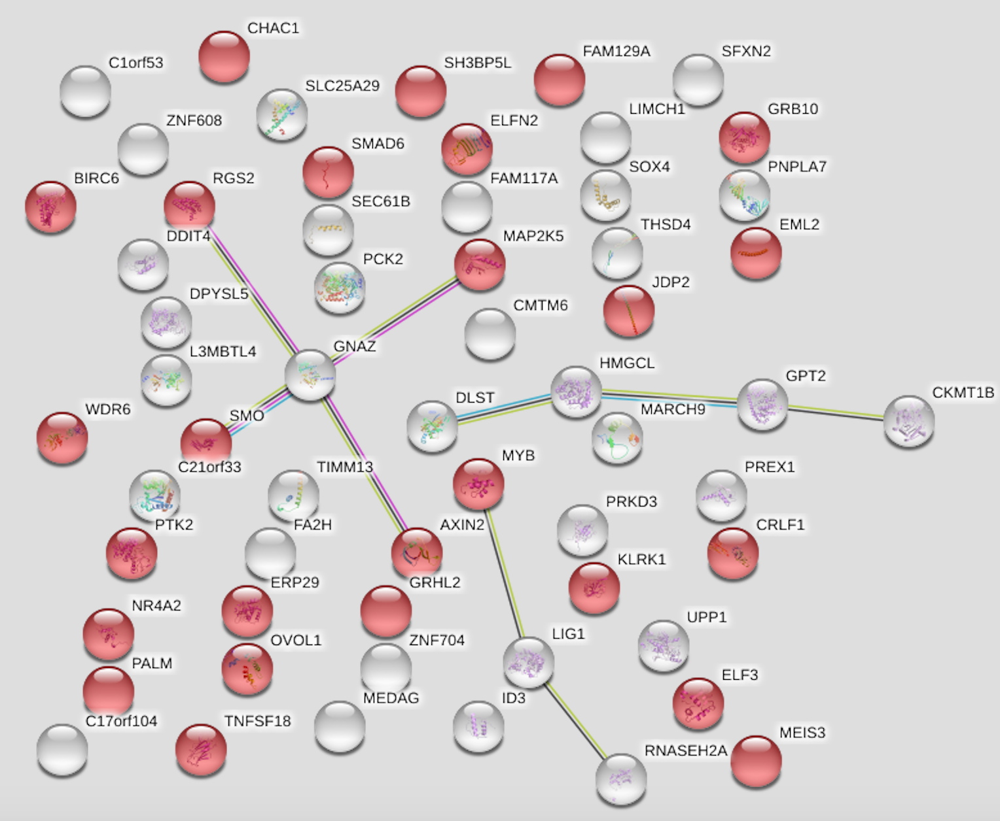 CHAC1
C1orf53
SH3BP5L
FAM129A
SFXN2
SLC25A29
LIMCH1
GRB10
ZNF608
ELFN2
SMAD6
SOX4
PNPLA7
BIRC6
RGS2
FAM117A
SEC61B
THSD4
EML2
DDIT4
MAP2K5
PCK2
JDP2
DPYSL5
CMTM6
GNAZ
L3MBTL4
HMGCL
GPT2
CKMT1B
DLST
WDR6
SMO
MARCH9
MYB
C21orf33
TIMM13
PREX1
PRKD3
PTK2
FA2H
AXIN2
CRLF1
KLRK1
ERP29
GRHL2
NR4A2
UPP1
LIG1
OVOL1
ZNF704
PALM
ELF3
MEDAG
ID3
C17orf104
TNFSF18
MEIS3
RNASEH2A